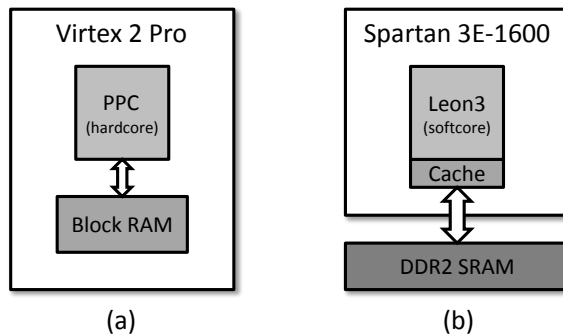 Virtex 2 Pro
PPC
(hardcore)
Block RAM
(a)
Spartan 3E-1600
Leon3
(softcore)
Cache
DDR2 SRAM
(b)